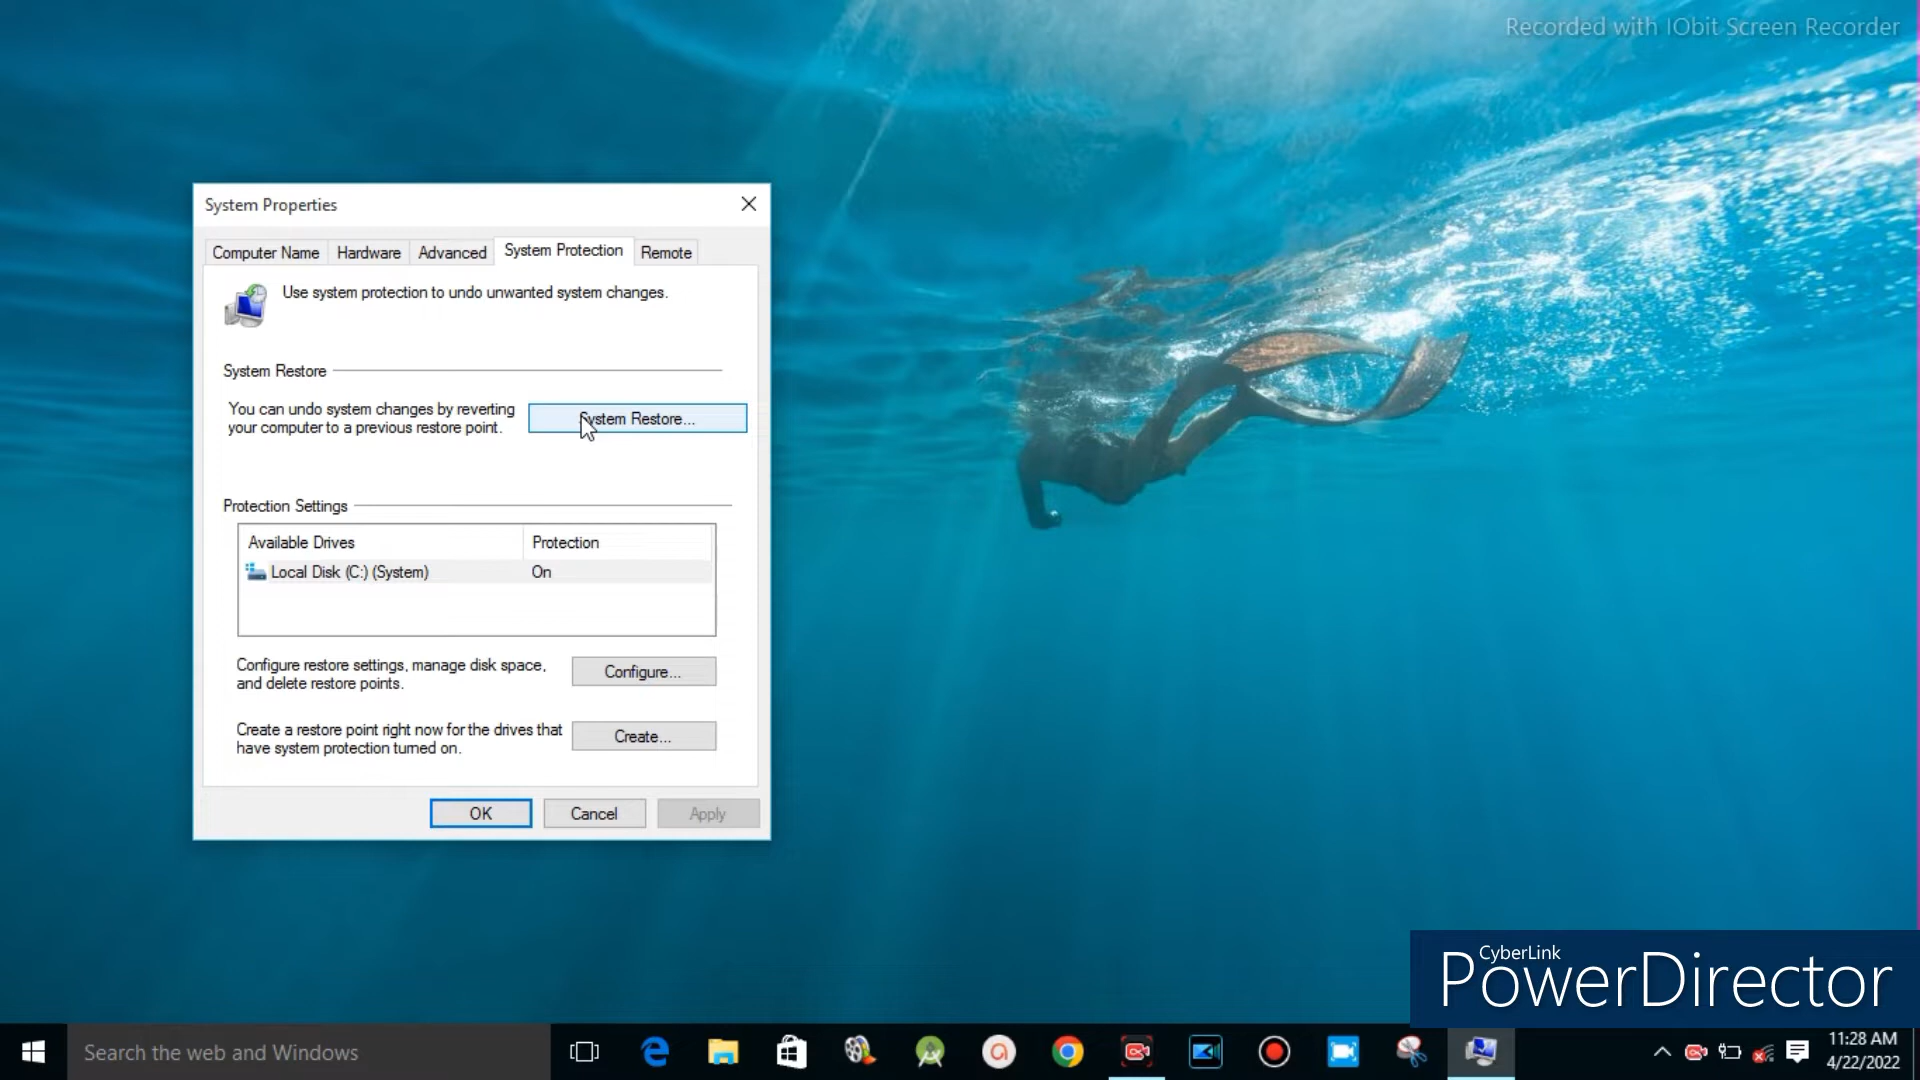 Recorded with IObit Screen Recorder
System Properties
Computer Name
Hardware
Advanced
System Protection
Remote
Use system protection to undo unwanted system changes.
System Restore
You can undo system changes by reverting
your computer to a previous restore point.
System Restore...
Protection Settings
Available Drives
Protection
Local Disk (C:) (System)
On
Configure restore settings, manage disk space,
and delete restore points.
Configure...
Create a restore point right now for the drives that
have system protection turned on.
Create...
OK
Cancel
Apply
CyberLink
PowerDirector
Search the web and Windows
11:28 AM
4/22/2022